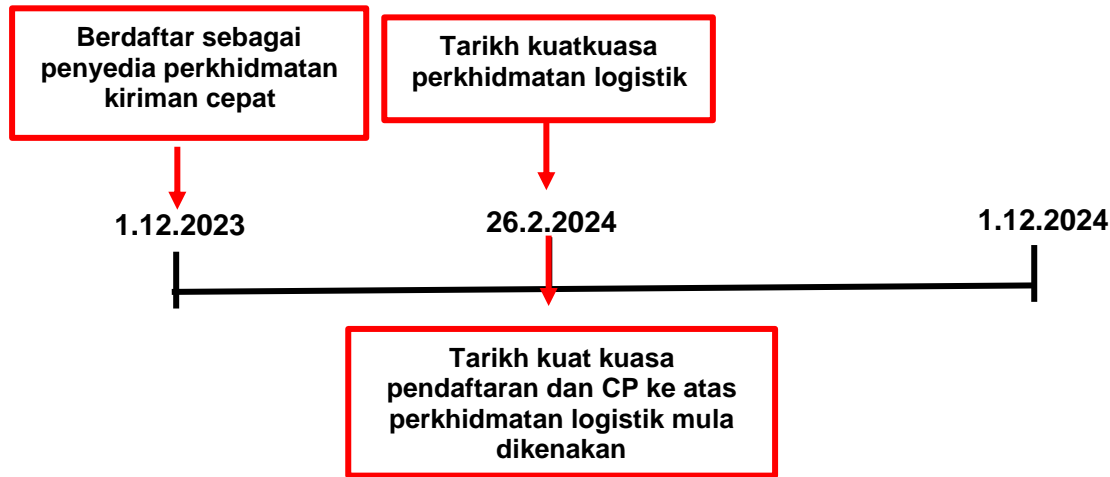 Berdaftar sebagai
penyedia perkhidmatan
kiriman cepat
Tarikh kuatkuasa
perkhidmatan logistik
1.12.2023
26.2.2024
1.12.2024
Tarikh kuat kuasa
pendaftaran dan CP ke atas
perkhidmatan logistik mula
dikenakan